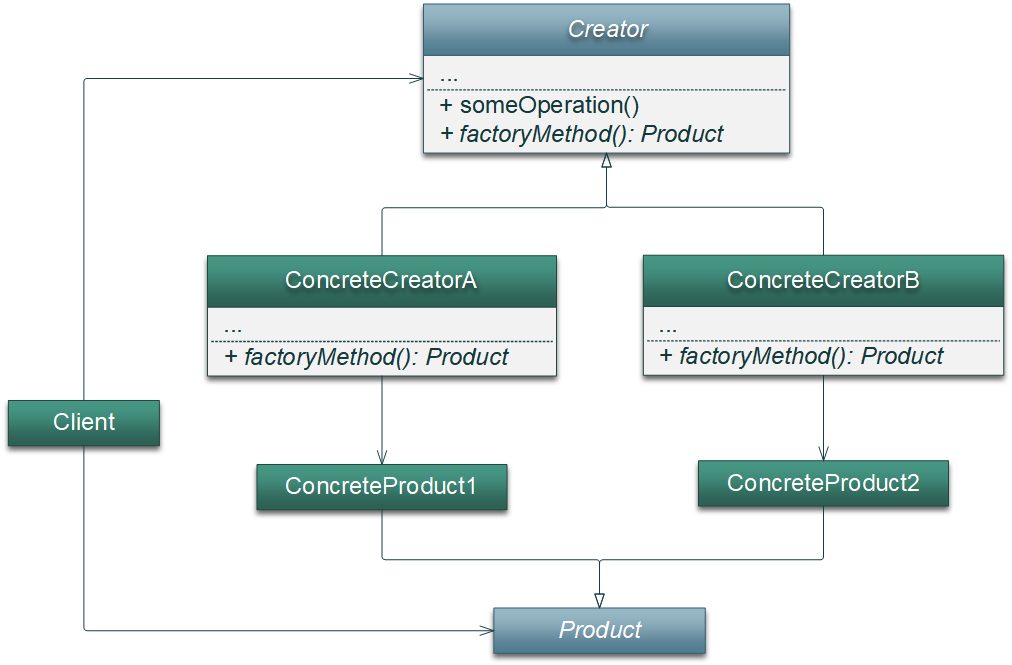 Creator
...
+ someOperation()
+ factoryMethod(): Product
ConcreteCreatorA
...
+ factoryMethod(): Product
ConcreteCreatorB
...
+ factoryMethod(): Product
Client
ConcreteProduct1
ConcreteProduct2
Product